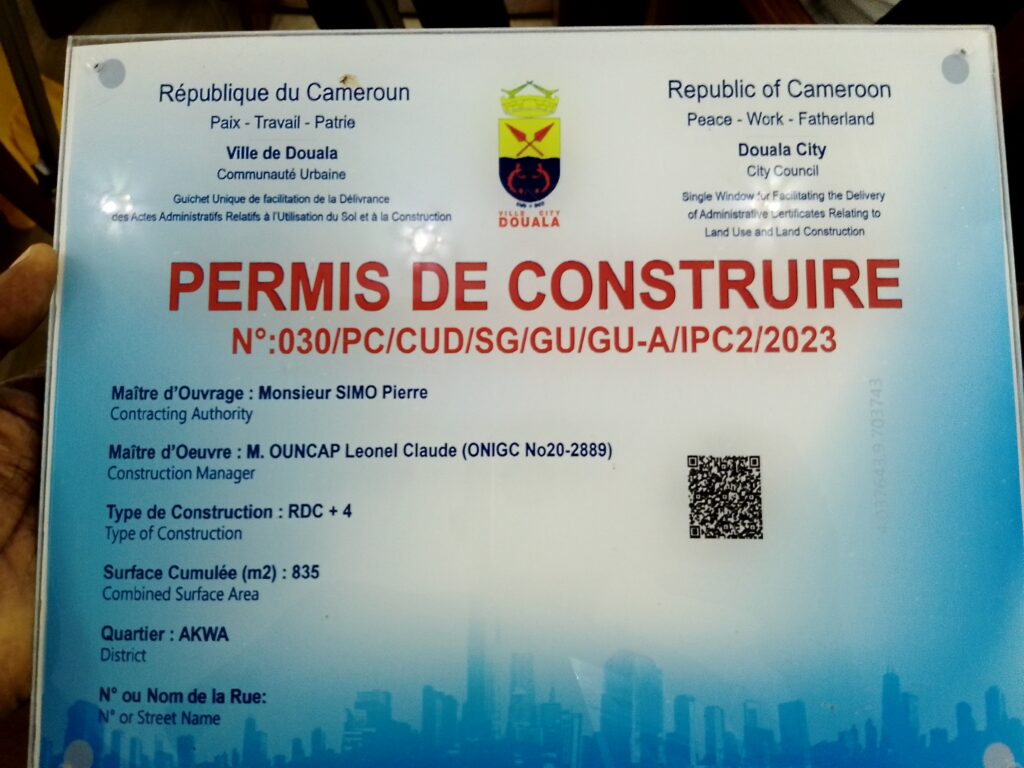 République du Cameroun
Paix - Travail - Patrie
Ville de Douala
Communauté Urbaine
Guichet Unique de facilitation de la Délivrance
des Actes Administratifs Relatifs à l'Utilisation du Sol et à la Construction
VILLE CITY
DOUALA
Republic of Cameroon
Peace - Work - Fatherland
Douala City
City Council
Single Window for Facilitating the Delivery
of Administrative Certificates Relating to
Land Use and Land Construction
PERMIS DE CONSTRUIRE
N°:030/PC/CUD/SG/GU/GU-A/IPC2/2023
Maître d'Ouvrage : Monsieur SIMO Pierre
Contracting Authority
Maître d'Oeuvre : M. OUNCAP Leonel Claude (ONIGC No20-2889)
Construction Manager
Type de Construction : RDC + 4
Type of Construction
Surface Cumulée (m2) : 835
Combined Surface Area
Quartier : AKWA
District
N° ou Nom de la Rue:
N° or Street Name